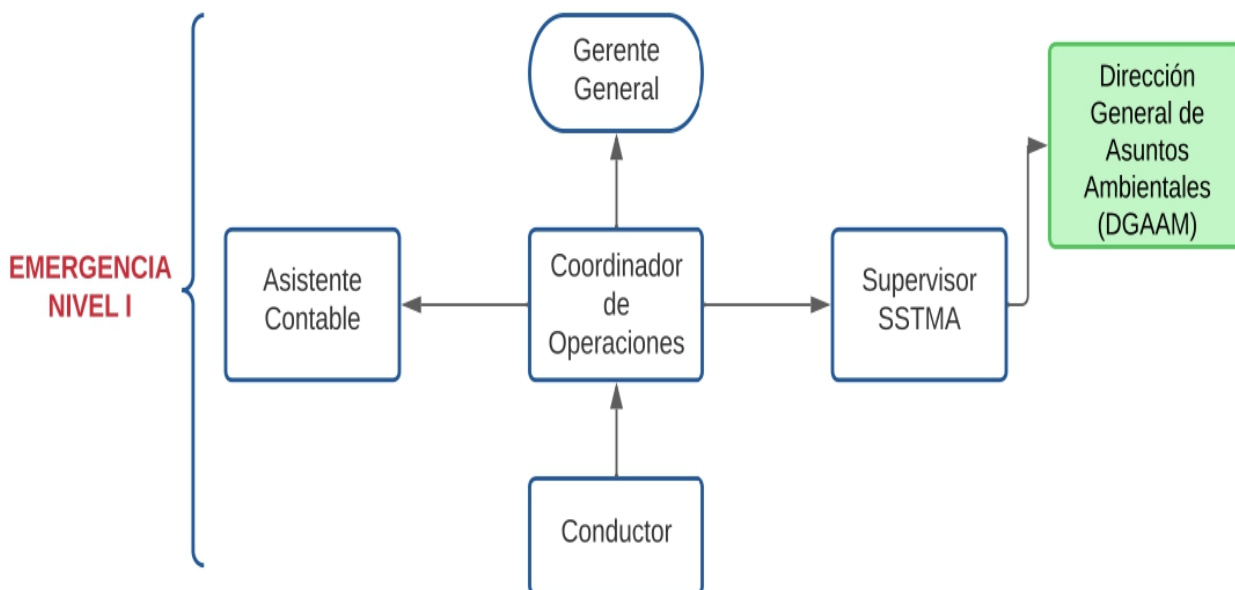 Gerente
General
Dirección
General de
Asuntos
Ambientales
(DGAAM)
EMERGENCIA
NIVEL I
Asistente
Contable
Coordinador
de
Operaciones
Supervisor
SSTMA
Conductor